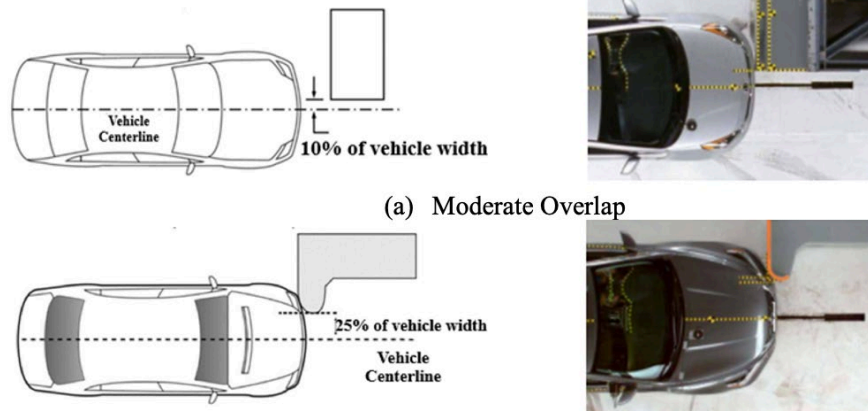 Vehicle
Centerline
10% of vehicle width
(a) Moderate Overlap
25% of vehicle width
Vehicle
Centerline